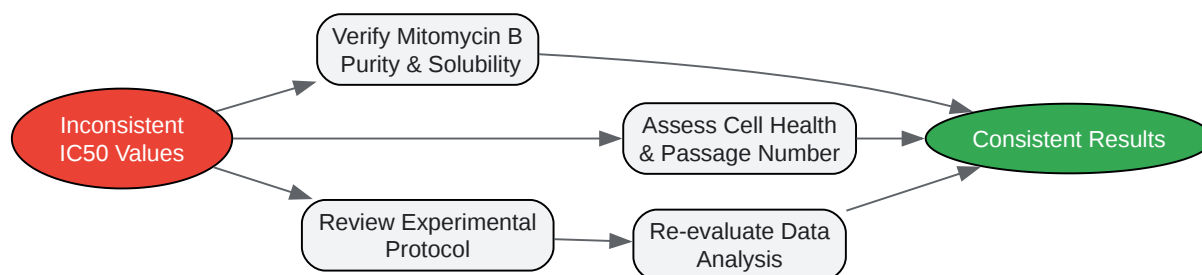 Verify Mitomycin B
Purity & Solubility
Inconsistent
IC50 Values
Assess Cell Health
& Passage Number
Consistent Results
Review Experimental
Protocol
Re-evaluate Data
Analysis